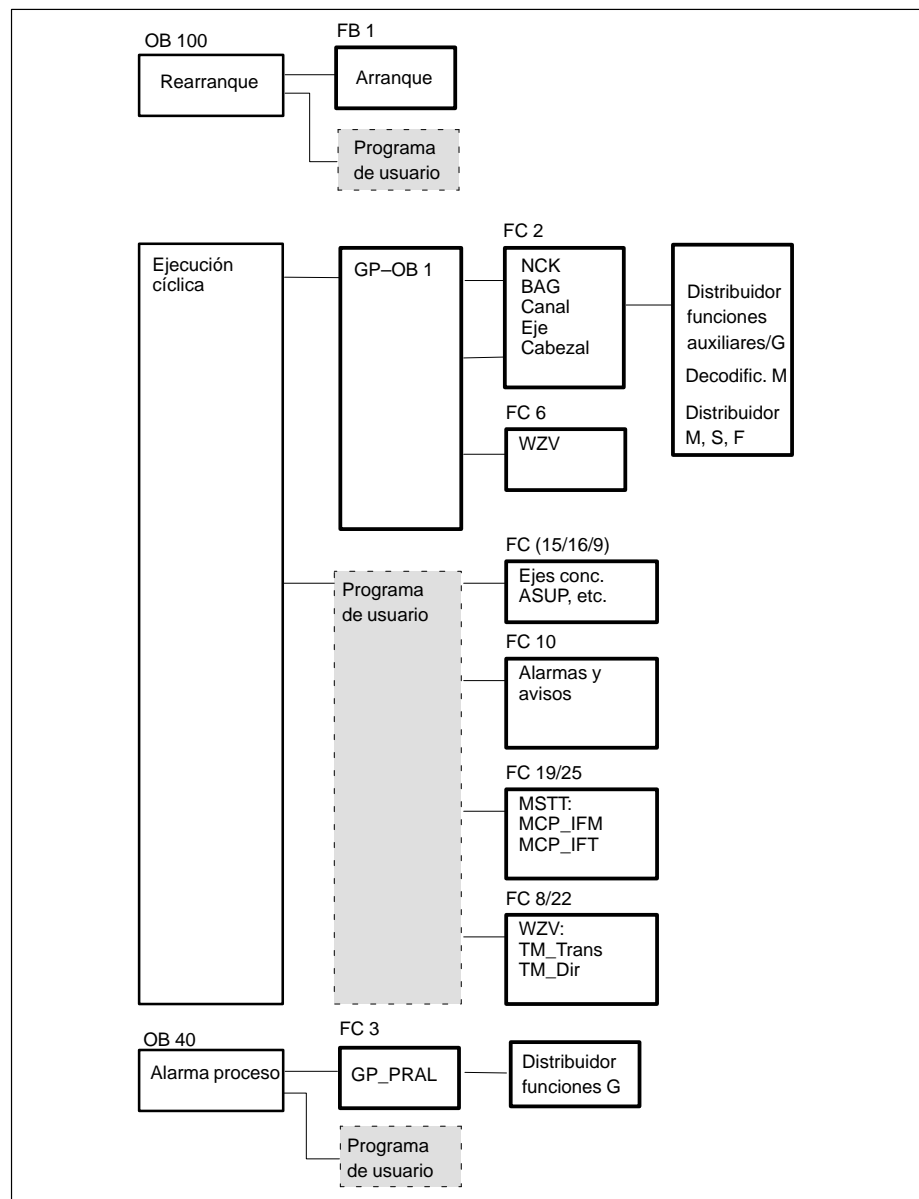 OB 100
FB 1
Rearranque
Arranque
Programa
de usuario
FC 2
Ejecución
cíclica
GP–OB 1
NCK
BAG
Canal
Eje
Cabezal
Distribuidor
funciones
auxiliares/G
Decodific. M
Distribuidor
M, S, F
FC 6
WZV
FC (15/16/9)
Programa
de usuario
Ejes conc.
ASUP, etc.
FC 10
Alarmas y
avisos
FC 19/25
MSTT:
MCP_IFM
MCP_IFT
FC 8/22
WZV:
TM_Trans
TM_Dir
OB 40
FC 3
Alarma proceso
GP_PRAL
Distribuidor
funciones G
Programa
de usuario